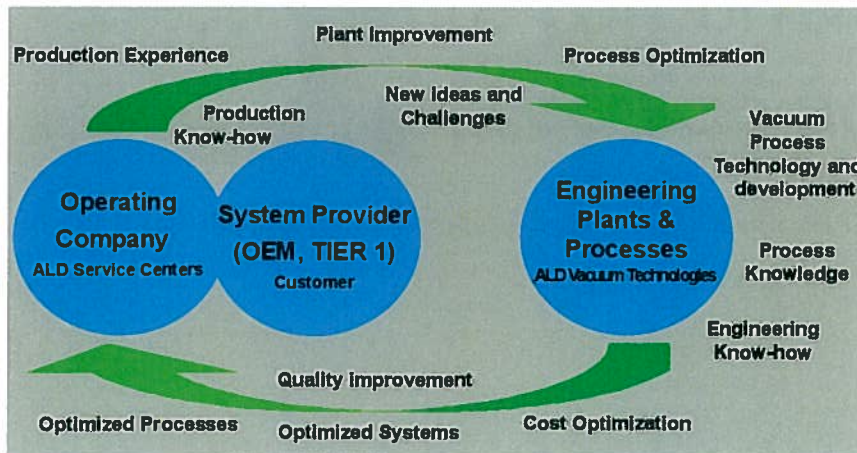 Plant Improvement
Production Experience
Process Optimization
New Ideas and
Challenges
Production
Know-how
Vacuum
Process
Technology and
development
Operating
Company
ALD Service Centers
System Provider
(OEM, TIER 1)
Customer
Engineering
Plants &
Processes
ALD Vacuum Technologies
Process
Knowledge
Engineering
Know-how
Quality Improvement
Optimized Processes
Optimized Systems
Cost Optimization